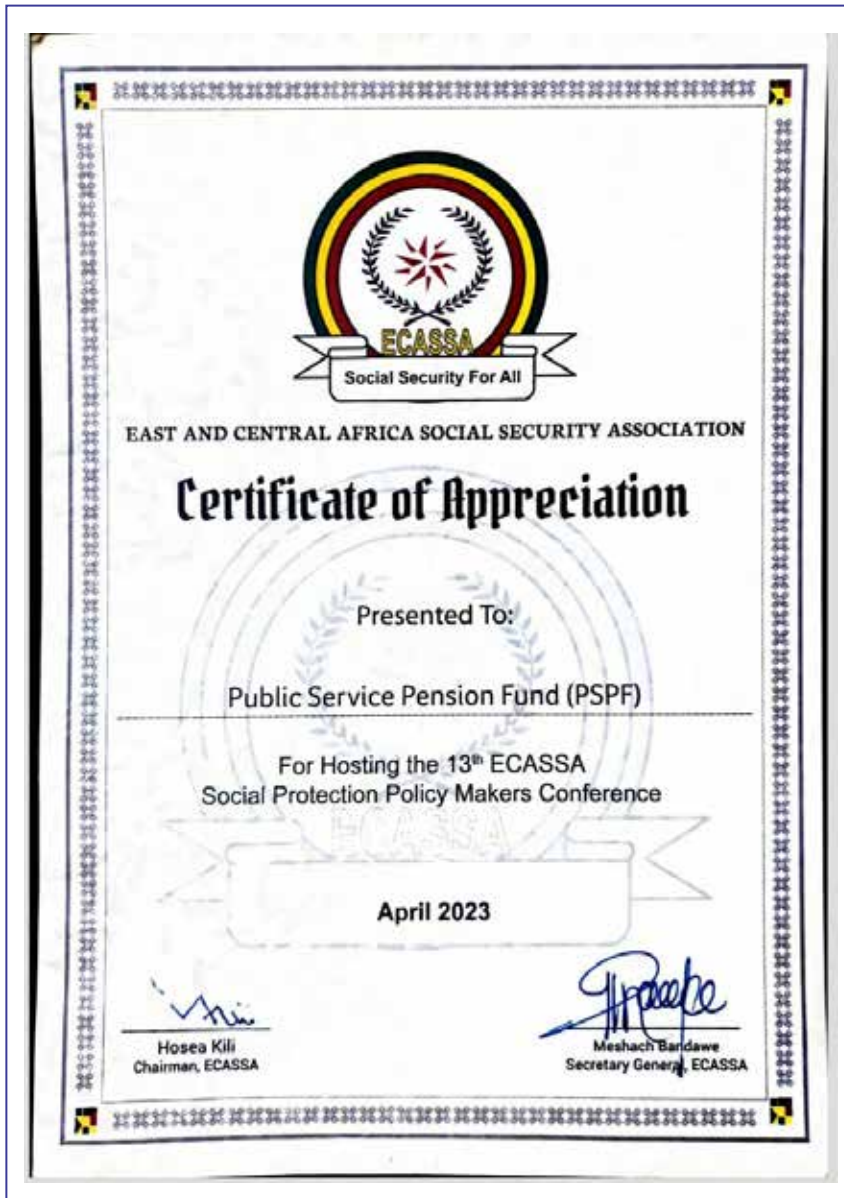 ECASSA
Social Security For All
EAST AND CENTRAL AFRICA SOCIAL SECURITY ASSOCIATION
Certificate of Appreciation
Presented To:
Public Service Pension Fund (PSPF)
For Hosting the 13th ECASSA
Social Protection Policy Makers Conference
ECASSA
April 2023
Hosea Kili
Chairman, ECASSA
Meshach Bandawe
Secretary General, ECASSA